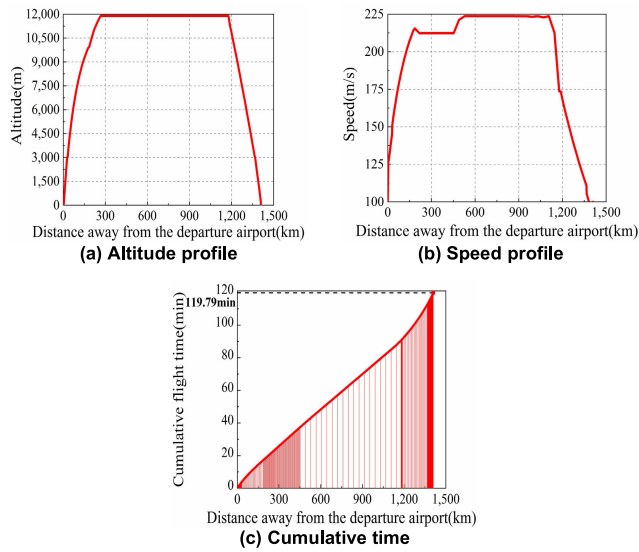 12,000
10,500
9,000
7,500
6,000
4,500
3,000
1,500
0
Altitude(m)
0 300 600 900 1,200 1,500
Distance away from the departure airport(km)
(a) Altitude profile
225
200
175
150
125
100
Speed(m/s)
0 300 600 900 1,200 1,500
Distance away from the departure airport(km)
(b) Speed profile
120
119.79min
100
80
60
40
20
0
Cumulative flight time(min)
0 300 600 900 1,200 1,500
Distance away from the departure airport(km)
(c) Cumulative time